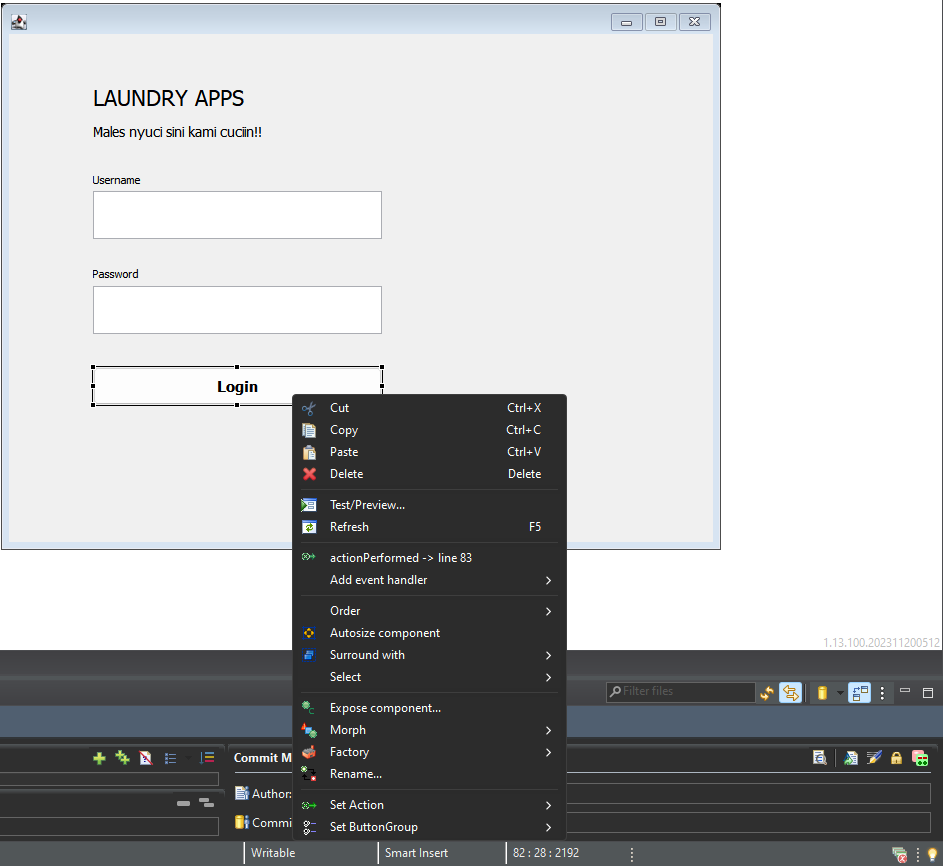 LAUNDRY APPS
Males nyuci sini kami cuciin!!
Username
Password
Login
Cut Ctrl+X
Copy Ctrl+C
Paste Ctrl+V
Delete Delete
Test/Preview...
Refresh F5
actionPerformed -> line 83
Add event handler
Order
Autosize component
Surround with
Select
Expose component...
Morph
Factory
Rename...
Set Action
Set ButtonGroup
1.13.100.202311200512
Filter files
Commit M
Author:
Commi
Writable
Smart Insert
82 : 28 : 2192